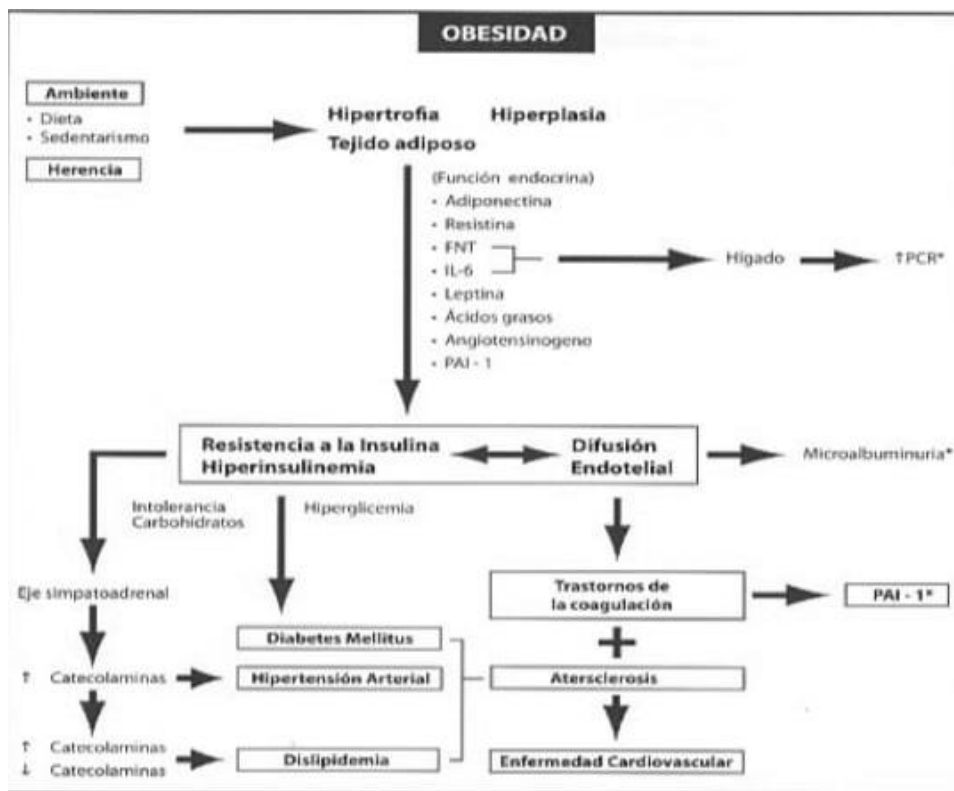 OBESIDAD
Ambiente
• Dieta
• Sedentarismo
Herencia
Hipertrofia Hiperplasia
Tejido adiposo
(Función endocrina)
• Adiponectina
• Resistina
• FNT
• IL-6
• Leptina
• Ácidos grasos
• Angiotensinogeno
• PAI - 1
Hígado
↑PCR*
Resistencia a la Insulina
Hiperinsulinemia
Difusión
Endotelial
Microalbuminuria*
Intolerancia
Carbohidratos
Hiperglicemia
Eje simpatoadrenal
Trastornos de
la coagulación
PAI - 1*
Diabetes Mellitus
↑ Catecolaminas
Hipertensión Arterial
Atersclerosis
↑ Catecolaminas
↓ Catecolaminas
Dislipidemia
Enfermedad Cardiovascular